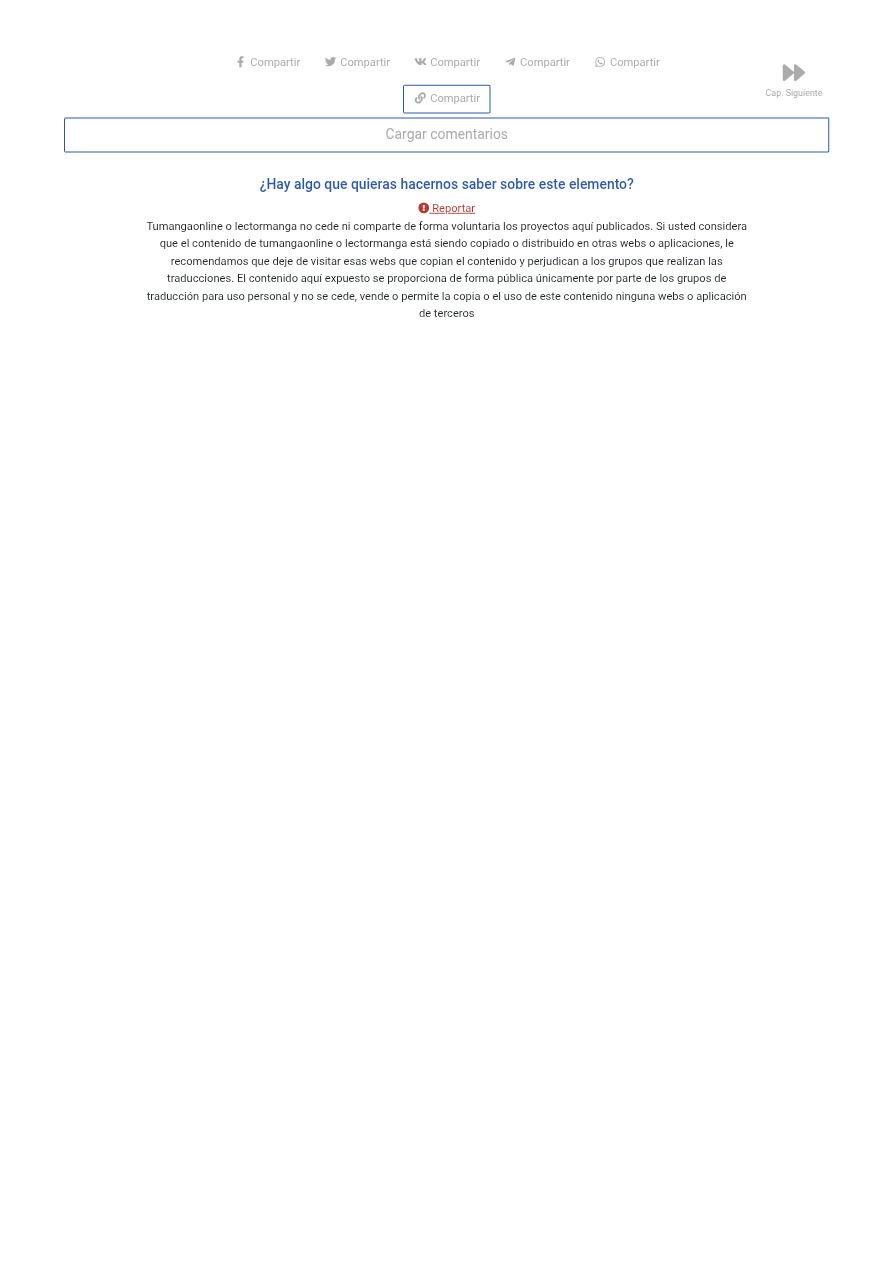 Compartir Compartir Compartir Compartir Compartir
Cap. Siguiente
Compartir
Cargar comentarios
¿Hay algo que quieras hacernos saber sobre este elemento?
Reportar
Tumangaonline o lectormanga no cede ni comparte de forma voluntaria los proyectos aquí publicados. Si usted considera
que el contenido de tumangaonline o lectormanga está siendo copiado o distribuido en otras webs o aplicaciones, le
recomendamos que deje de visitar esas webs que copian el contenido y perjudican a los grupos que realizan las
traducciones. El contenido aquí expuesto se proporciona de forma pública únicamente por parte de los grupos de
traducción para uso personal y no se cede, vende o permite la copia o el uso de este contenido ninguna webs o aplicación
de terceros